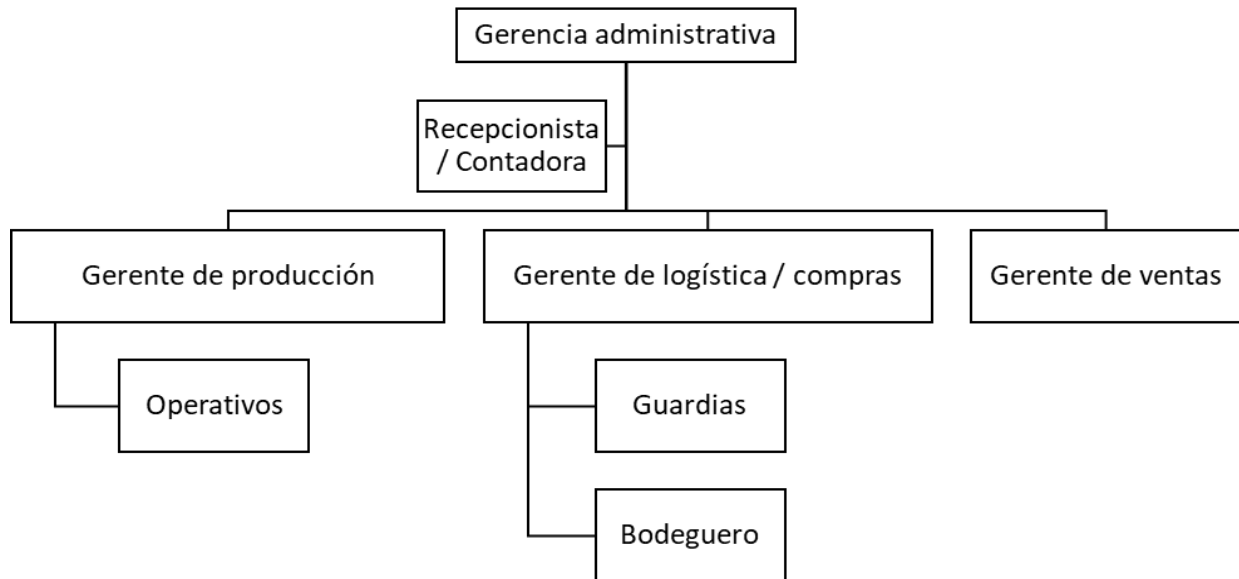 Gerencia administrativa
Recepcionista
/ Contadora
Gerente de producción
Gerente de logística / compras
Gerente de ventas
Operativos
Guardias
Bodeguero